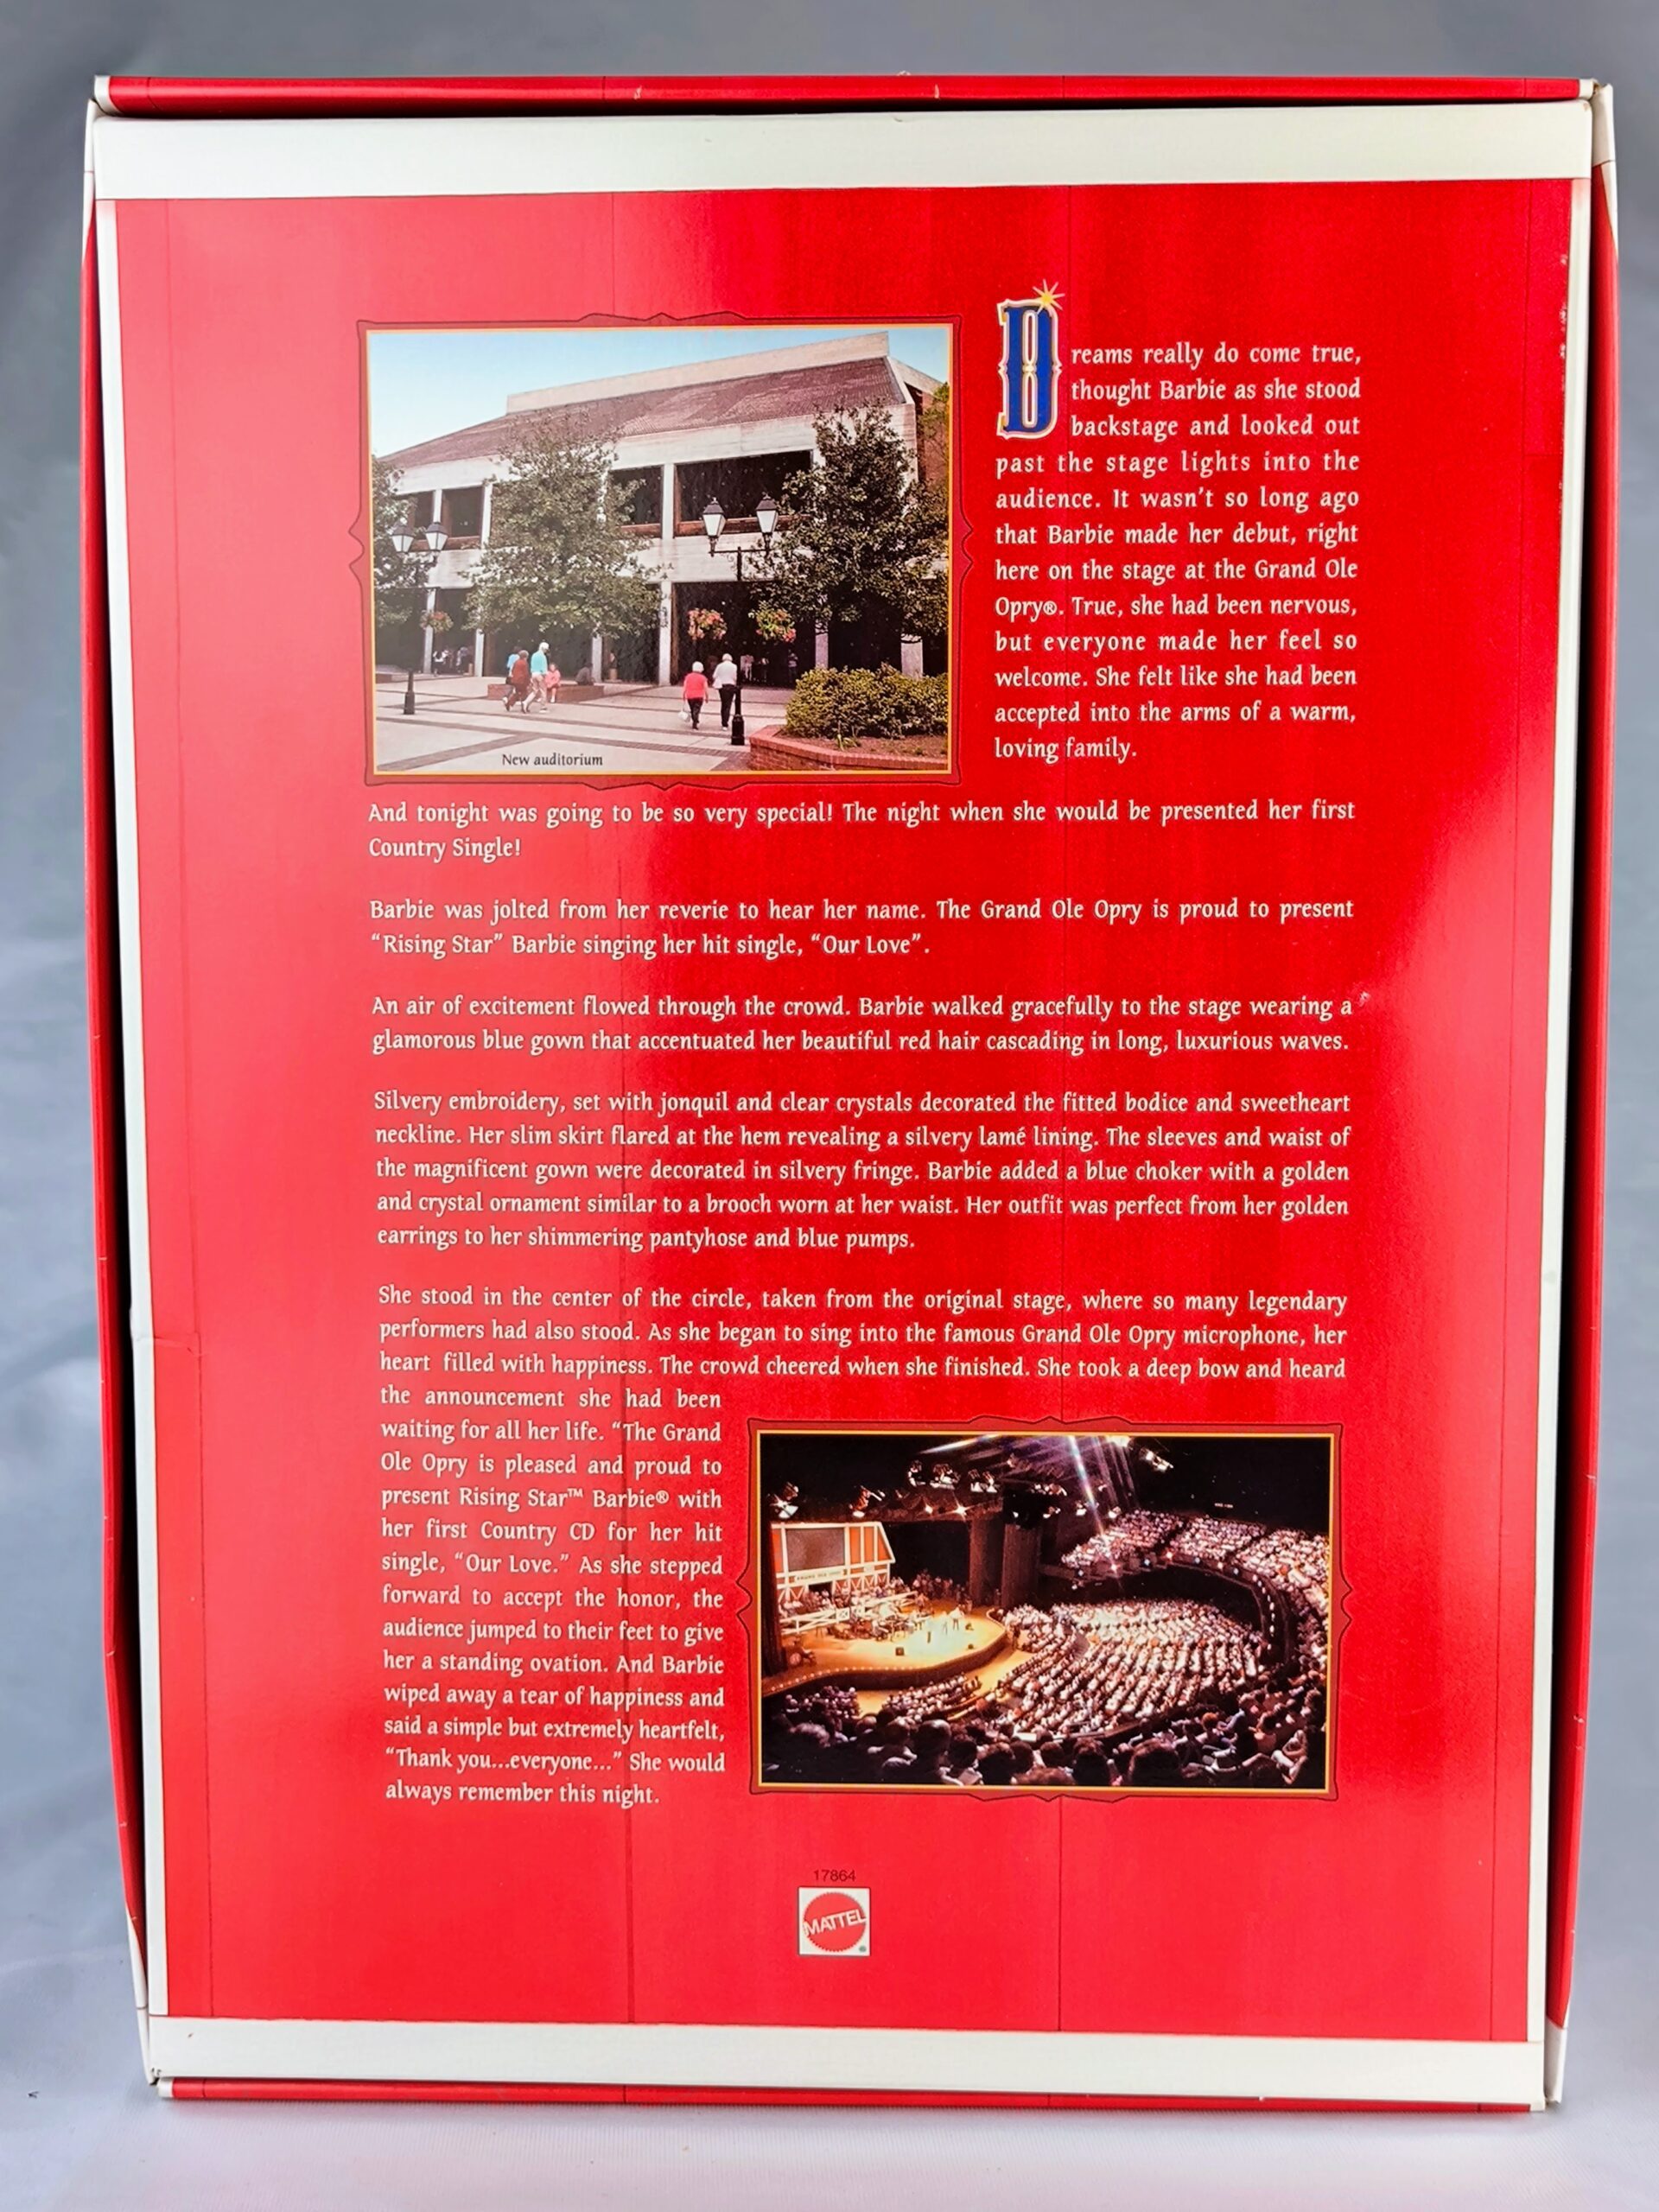 Dreams really do come true,
thought Barbie as she stood
backstage and looked out
past the stage lights into the
audience. It wasn't so long ago
that Barbie made her debut, right
here on the stage at the Grand Ole
Opry®. True, she had been nervous,
but everyone made her feel so
welcome. She felt like she had been
accepted into the arms of a warm,
loving family.
New auditorium
And tonight was going to be so very special! The night when she would be presented her first
Country Single!
Barbie was jolted from her reverie to hear her name. The Grand Ole Opry is proud to present
“Rising Star” Barbie singing her hit single, “Our Love”.
An air of excitement flowed through the crowd. Barbie walked gracefully to the stage wearing a
glamorous blue gown that accentuated her beautiful red hair cascading in long, luxurious waves.
Silvery embroidery, set with jonquil and clear crystals decorated the fitted bodice and sweetheart
neckline. Her slim skirt flared at the hem revealing a silvery lamé lining. The sleeves and waist of
the magnificent gown were decorated in silvery fringe. Barbie added a blue choker with a golden
and crystal ornament similar to a brooch worn at her waist. Her outfit was perfect from her golden
earrings to her shimmering pantyhose and blue pumps.
She stood in the center of the circle, taken from the original stage, where so many legendary
performers had also stood. As she began to sing into the famous Grand Ole Opry microphone, her
heart filled with happiness. The crowd cheered when she finished. She took a deep bow and heard
the announcement she had been
waiting for all her life. “The Grand
Ole Opry is pleased and proud to
present Rising Star™ Barbie® with
her first Country CD for her hit
single, “Our Love.” As she stepped
forward to accept the honor, the
audience jumped to their feet to give
her a standing ovation. And Barbie
wiped away a tear of happiness and
said a simple but extremely heartfelt,
“Thank you...everyone...” She would
always remember this night.
17864
MATTEL